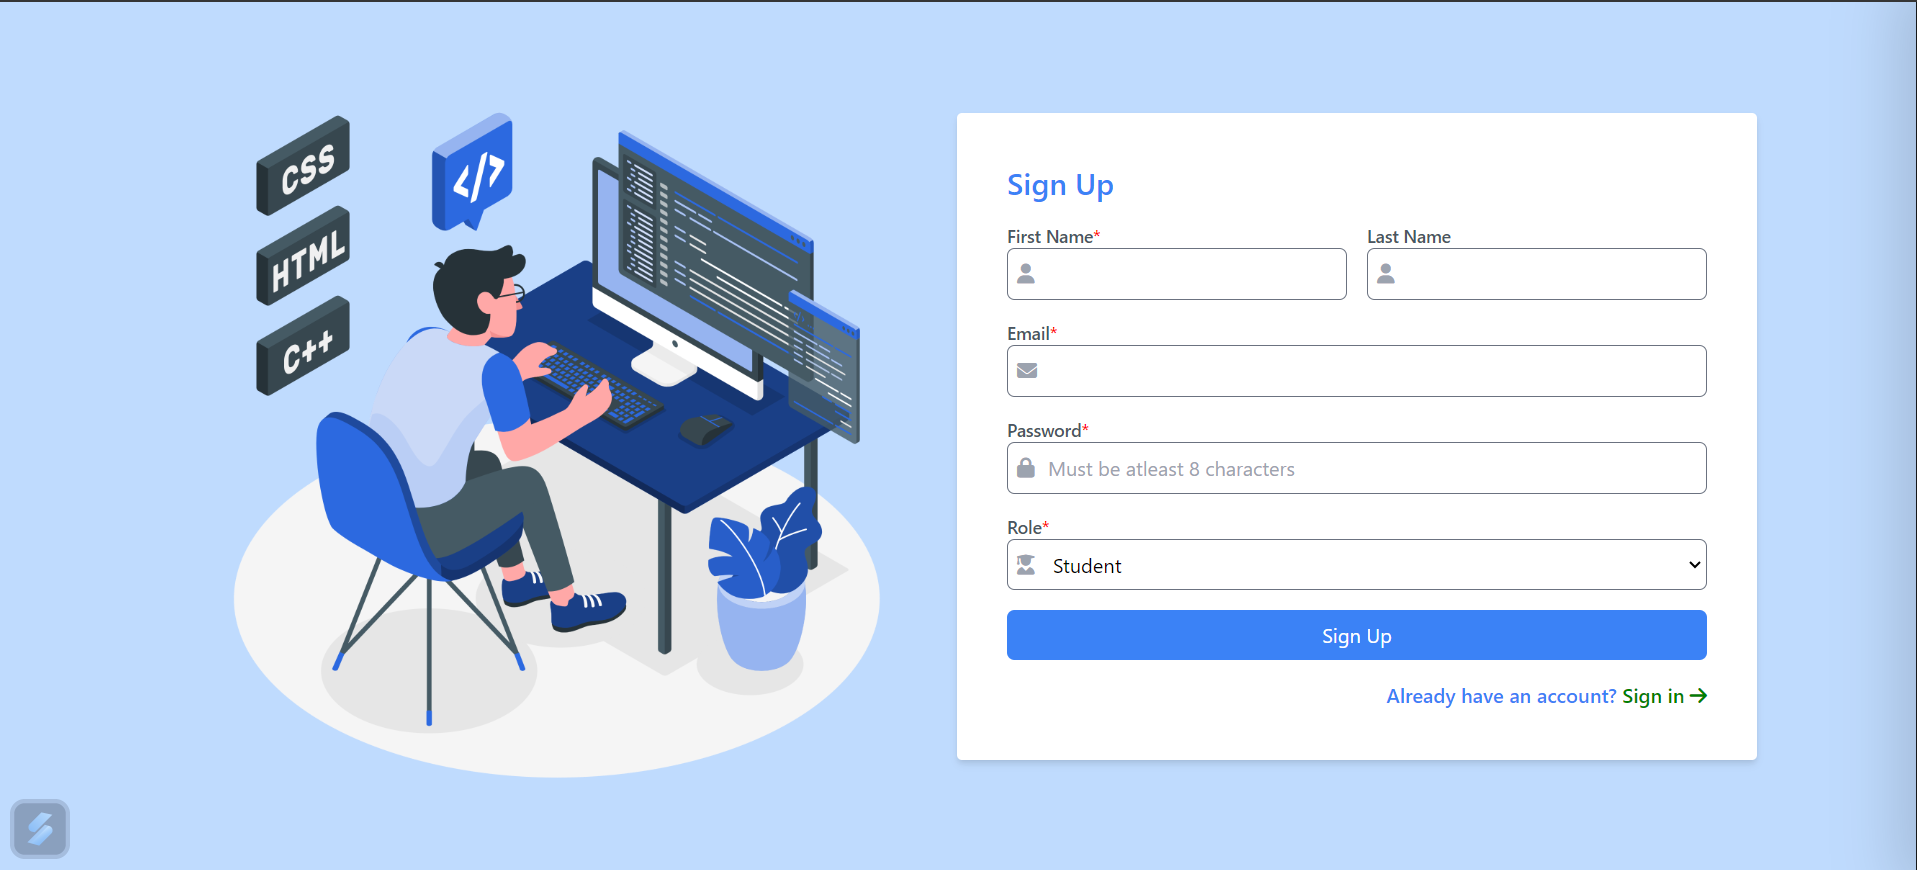 CSS
HTML
C++
</>
Sign Up
First Name*
Last Name
Email*
Password*
Must be atleast 8 characters
Role*
Student
Sign Up
Already have an account? Sign in →